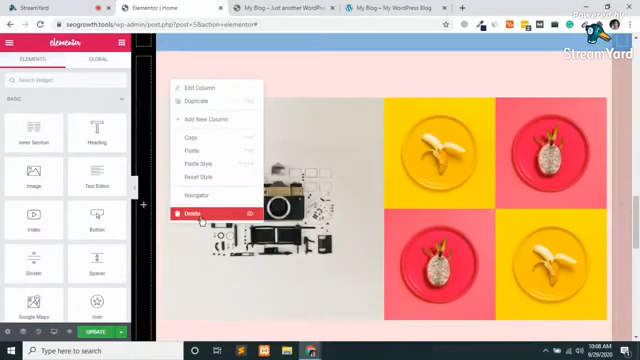 StreamYard
Elementor | Home
My Blog – Just another WordPr
My Blog – My WordPress Blog
seogrowth.tools/wp-admin/post.php?post=5&action=elementor#
Powered by
StreamYard
elementor
ELEMENTS
GLOBAL
Search Widget...
BASIC
Inner Section
Heading
Image
Text Editor
Video
Button
Divider
Spacer
Google Maps
Icon
UPDATE
Edit Column
Duplicate
Add New Column
Copy
Paste
Paste Style
Reset Style
Navigator
Delete
Type here to search
10:08 AM
9/29/2020